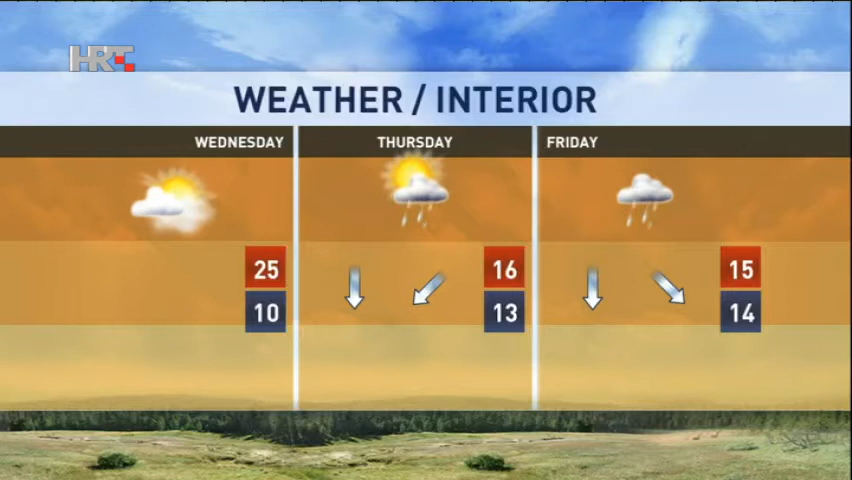 HRT
WEATHER / INTERIOR
WEDNESDAY
THURSDAY
FRIDAY
25
16
15
10
13
14